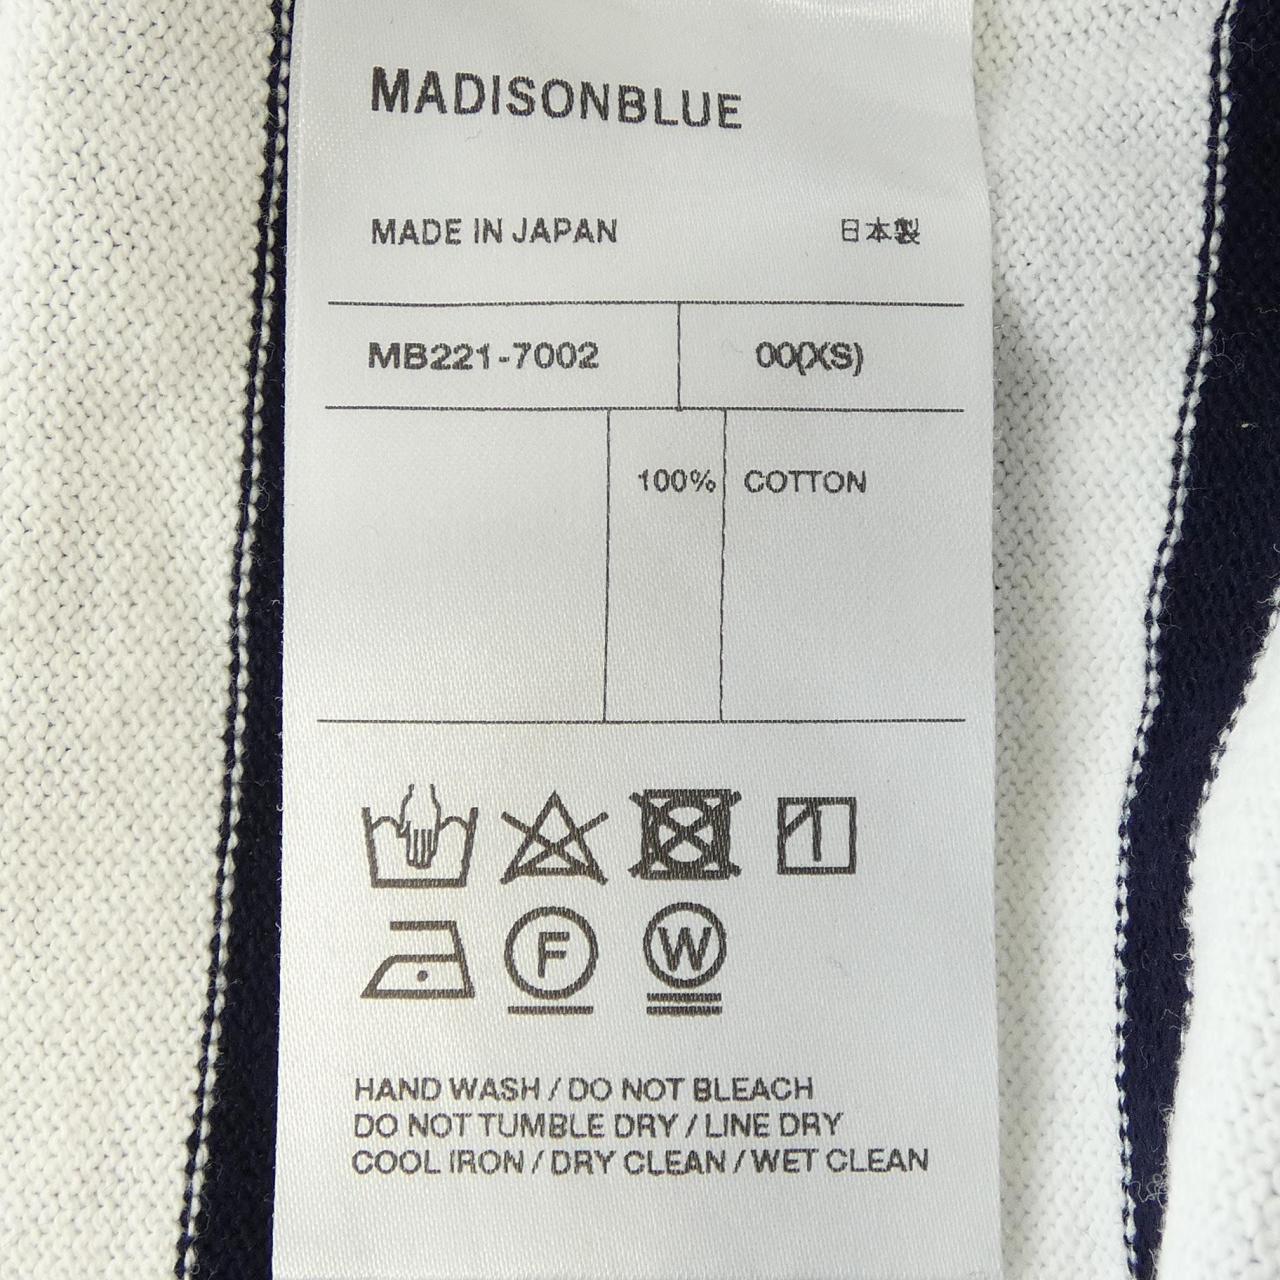 MADISONBLUE
MADE IN JAPAN 日本製
MB221-7002 00(XS)
100% COTTON
F W
HAND WASH / DO NOT BLEACH
DO NOT TUMBLE DRY / LINE DRY
COOL IRON / DRY CLEAN / WET CLEAN